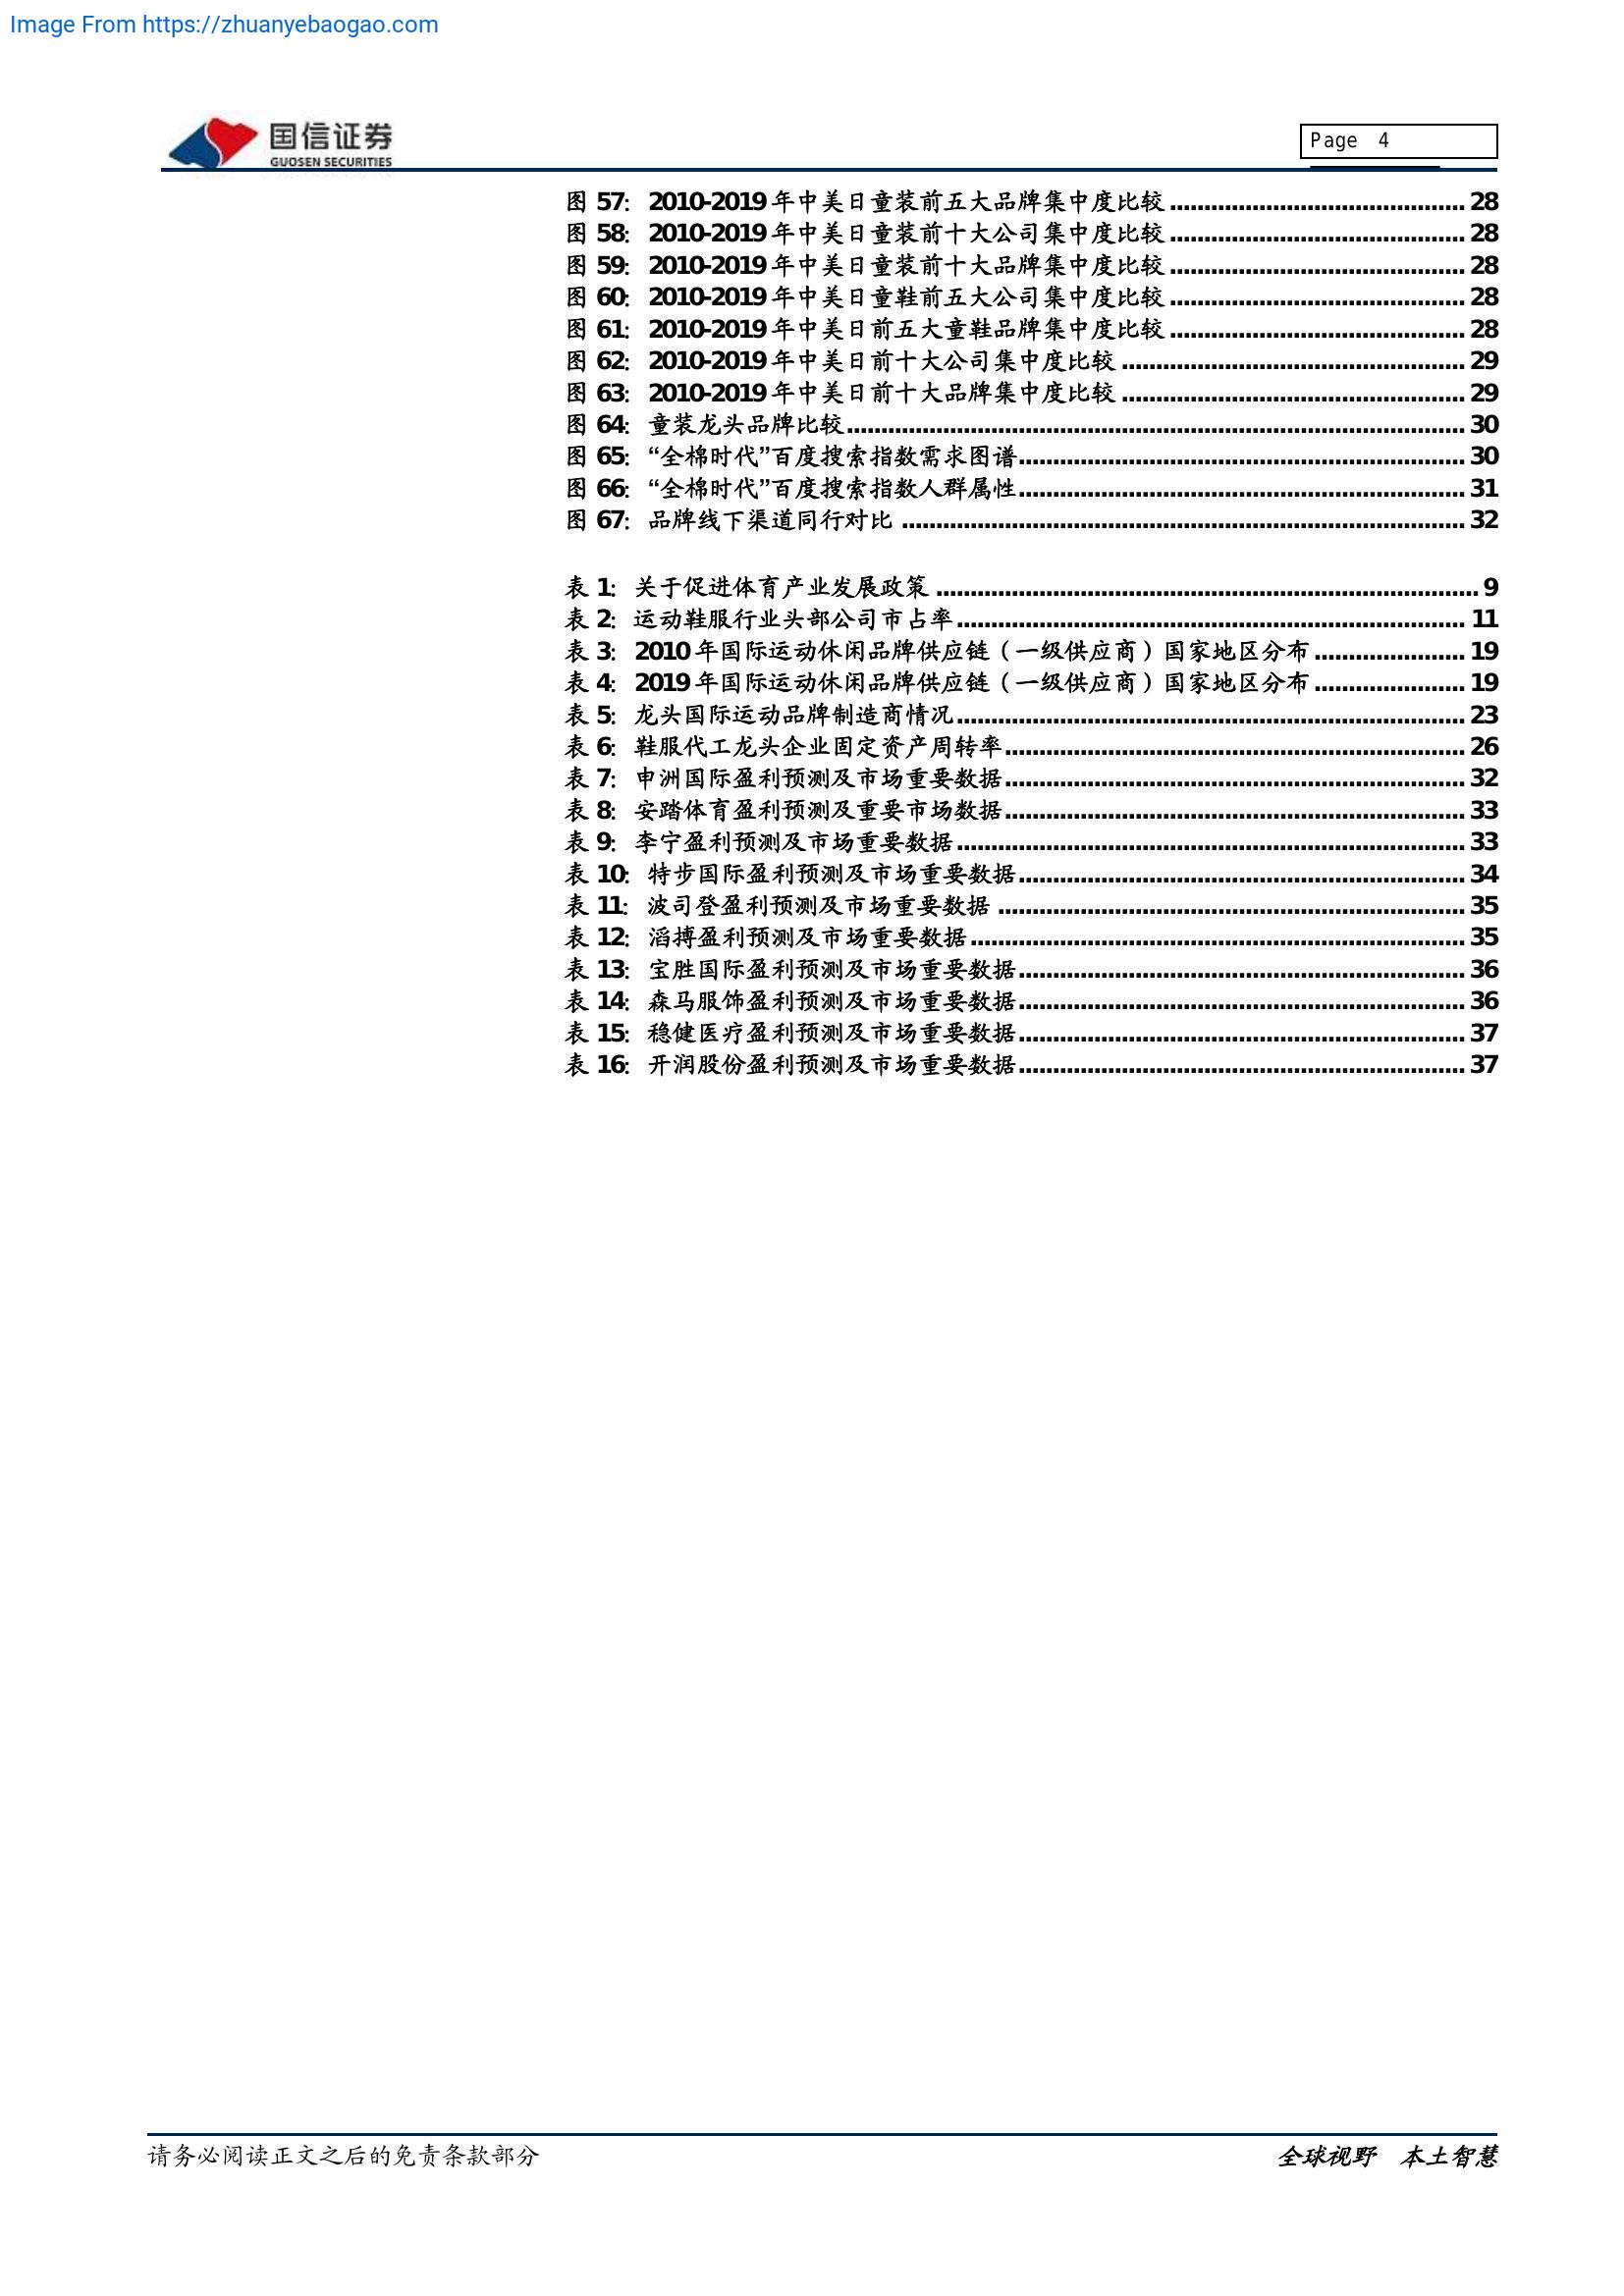 Image From https://zhuanyebaogao.com
国信证券
GUOSEN SECURITIES
Page 4
图 57: 2010-2019 年中美日童装前五大品牌集中度比较 ........................................... 28
图 58: 2010-2019 年中美日童装前十大公司集中度比较 ........................................... 28
图 59: 2010-2019 年中美日童装前十大品牌集中度比较 ........................................... 28
图 60: 2010-2019 年中美日童鞋前五大公司集中度比较 ........................................... 28
图 61: 2010-2019 年中美日前五大童鞋品牌集中度比较 ........................................... 28
图 62: 2010-2019 年中美日前十大公司集中度比较 .................................................. 29
图 63: 2010-2019 年中美日前十大品牌集中度比较 .................................................. 29
图 64: 童装龙头品牌比较.......................................................................................... 30
图 65: “全棉时代”百度搜索指数需求图谱................................................................. 30
图 66: “全棉时代”百度搜索指数人群属性................................................................. 31
图 67: 品牌线下渠道同行对比 .................................................................................. 32
表 1: 关于促进体育产业发展政策 ............................................................................... 9
表 2: 运动鞋服行业头部公司市占率.......................................................................... 11
表 3: 2010 年国际运动休闲品牌供应链（一级供应商）国家地区分布 ...................... 19
表 4: 2019 年国际运动休闲品牌供应链（一级供应商）国家地区分布 ...................... 19
表 5: 龙头国际运动品牌制造商情况.......................................................................... 23
表 6: 鞋服代工龙头企业固定资产周转率................................................................... 26
表 7: 申洲国际盈利预测及市场重要数据................................................................... 32
表 8: 安踏体育盈利预测及重要市场数据................................................................... 33
表 9: 李宁盈利预测及市场重要数据.......................................................................... 33
表 10: 特步国际盈利预测及市场重要数据................................................................. 34
表 11: 波司登盈利预测及市场重要数据 .................................................................... 35
表 12: 滔搏盈利预测及市场重要数据........................................................................ 35
表 13: 宝胜国际盈利预测及市场重要数据................................................................. 36
表 14: 森马服饰盈利预测及市场重要数据................................................................. 36
表 15: 稳健医疗盈利预测及市场重要数据................................................................. 37
表 16: 开润股份盈利预测及市场重要数据................................................................. 37
请务必阅读正文之后的免责条款部分
全球视野 本土智慧